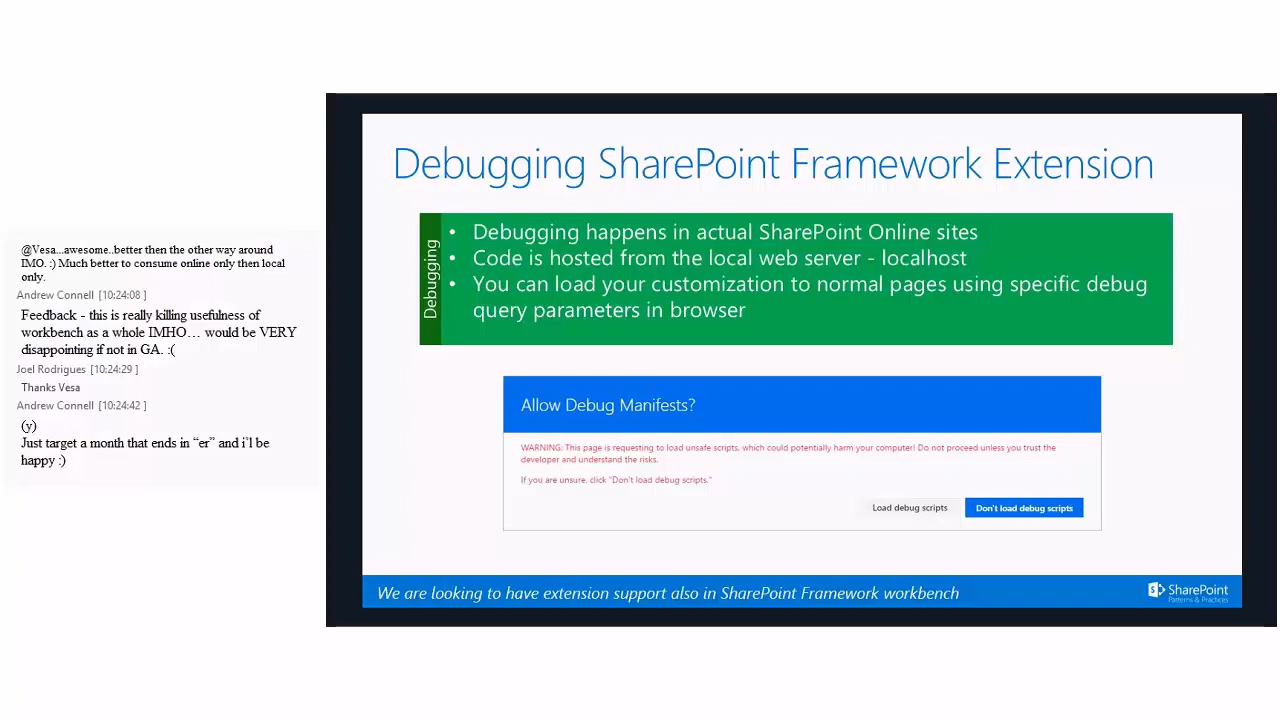 @Vesa...awesome..better then the other way around
IMO. :) Much better to consume online only then local
only.
Andrew Connell [10:24:08 ]
Feedback - this is really killing usefulness of
workbench as a whole IMHO… would be VERY
disappointing if not in GA. :(
Joel Rodrigues [10:24:29 ]
Thanks Vesa
Andrew Connell [10:24:42 ]
(y)
Just target a month that ends in “er” and i'l be
happy :)
Debugging SharePoint Framework Extension
Debugging
• Debugging happens in actual SharePoint Online sites
• Code is hosted from the local web server - localhost
• You can load your customization to normal pages using specific debug
query parameters in browser
Allow Debug Manifests?
WARNING: This page is requesting to load unsafe scripts, which could potentially harm your computer! Do not proceed unless you trust the
developer and understand the risks.
If you are unsure, click "Don't load debug scripts."
Load debug scripts
Don't load debug scripts
We are looking to have extension support also in SharePoint Framework workbench
S SharePoint
Patterns & Practices